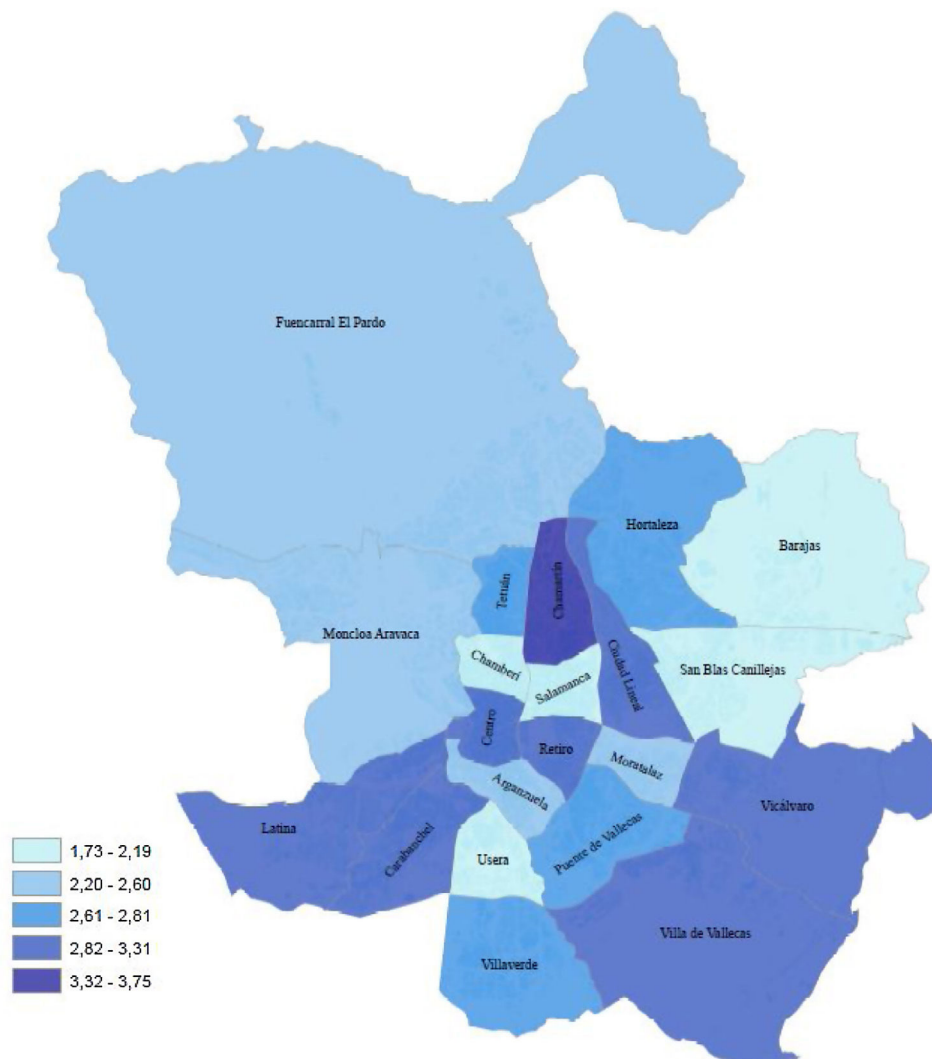 Fuencarral El Pardo
Hortaleza
Barajas
Tetuán
Chamartín
Moncloa Aravaca
Chamberí
Salamanca
Ciudad Lineal
San Blas Canillejas
Centro
Retiro
Moratalaz
Arganzuela
Vicálvaro
Latina
Carabanchel
Usera
Puente de Vallecas
Villa de Vallecas
Villaverde
1,73 - 2,19
2,20 - 2,60
2,61 - 2,81
2,82 - 3,31
3,32 - 3,75